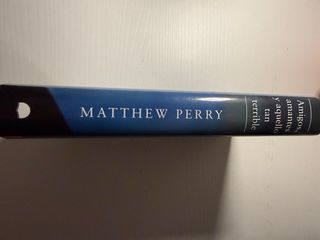 MATTHEW PERRY
Amigos,
amantes
y aquello
tan
terrible